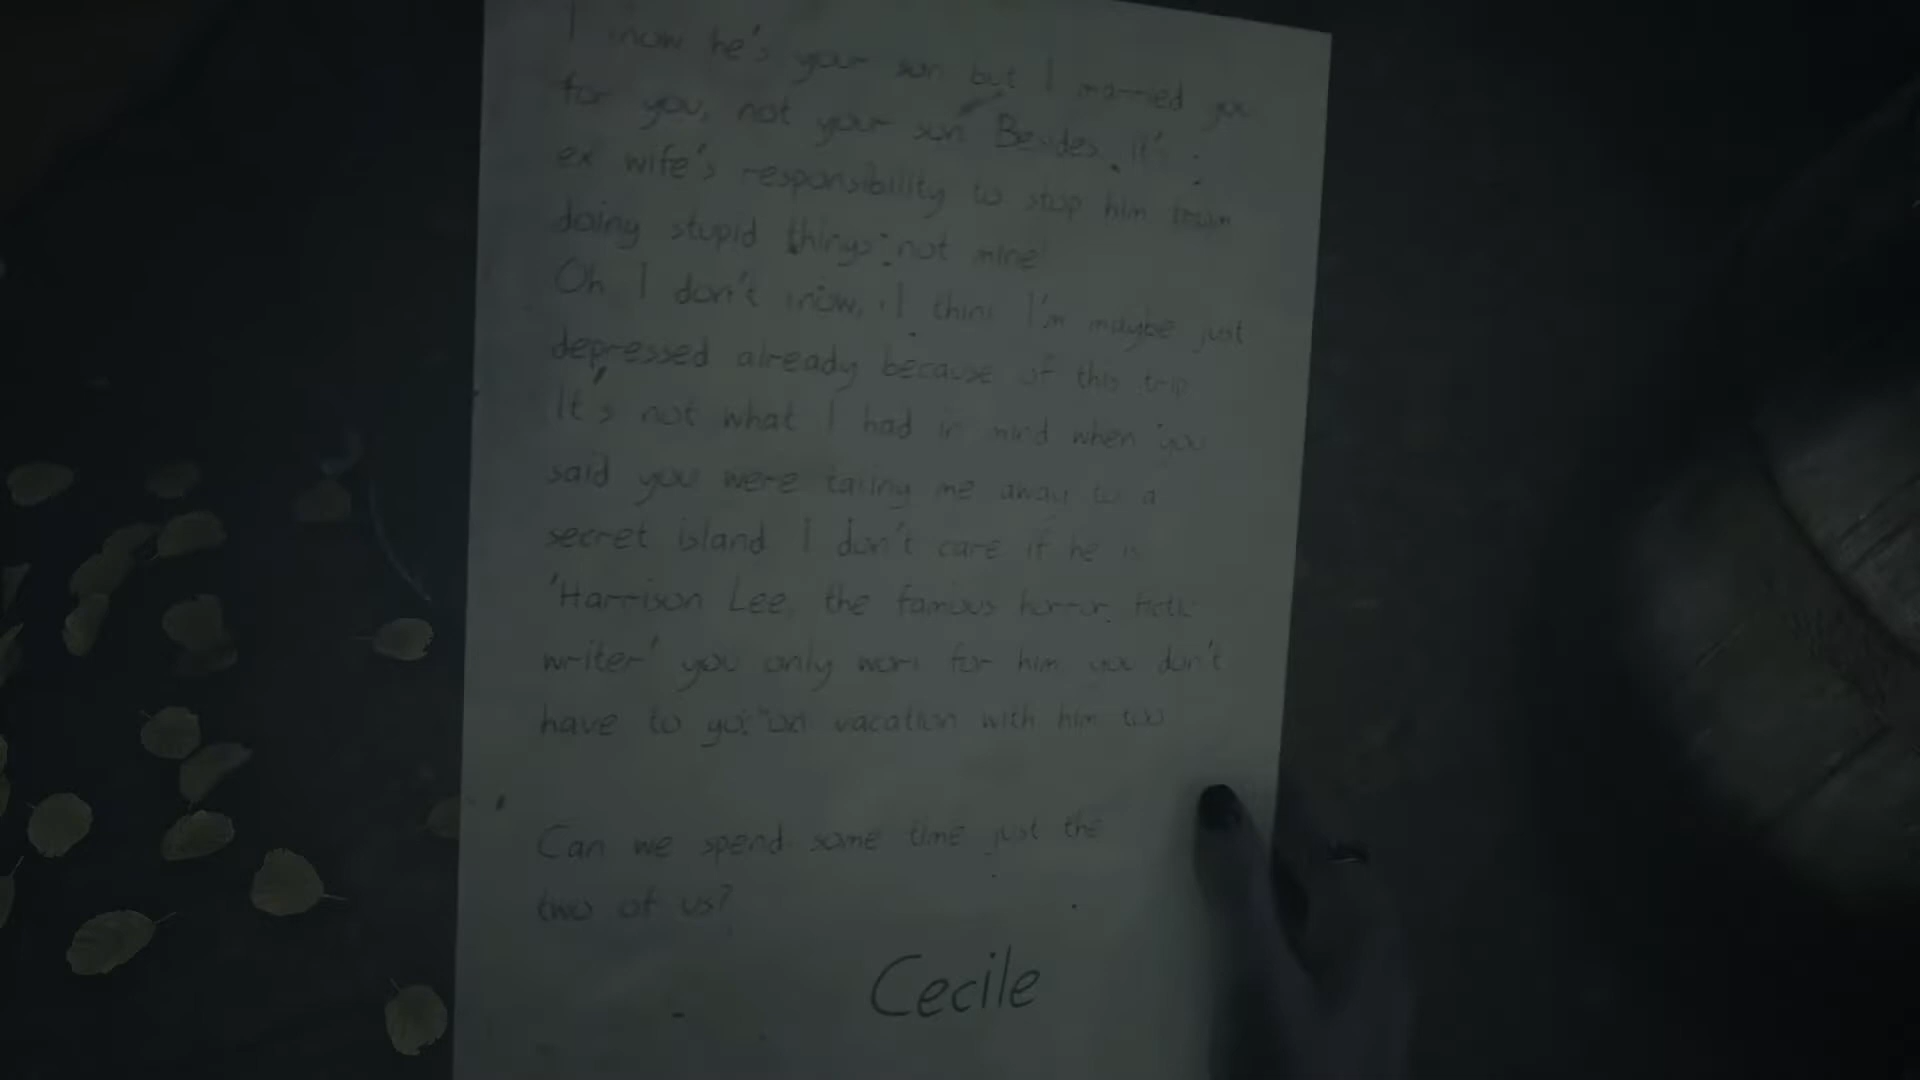 I know he's your son but I married you
for you, not your son. Besides, it's
ex wife's responsibility to stop him from
doing stupid things, not mine!
Oh I don't know, I think I'm maybe just
depressed already because of this trip.
It's not what I had in mind when you
said you were taking me away to a
secret island. I don't care if he is
'Harrison Lee, the famous horror
writer' you only work for him you don't
have to go on vacation with him too
Can we spend some time just the
two of us?
Cecile